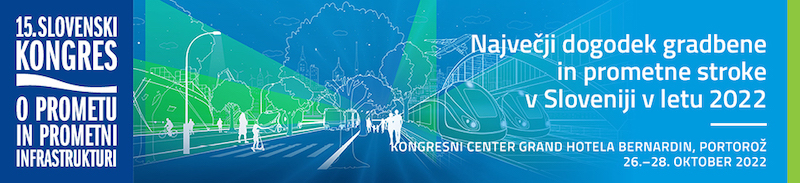 15. SLOVENSKI
KONGRES
O PROMETU
IN PROMETNI
INFRASTRUKTURI
Največji dogodek gradbene
in prometne stroke
v Sloveniji v letu 2022
KONGRESNI CENTER GRAND HOTELA BERNARDIN, PORTOROŽ
26.–28. OKTOBER 2022